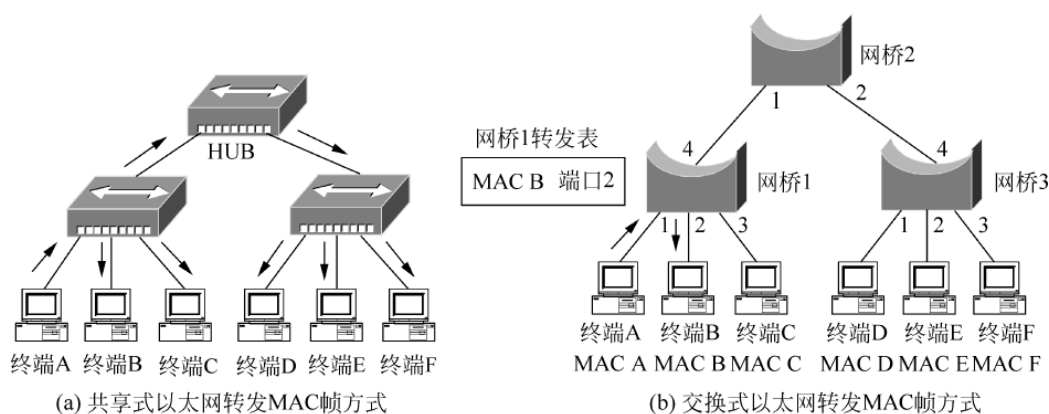 HUB
终端A 终端B 终端C 终端D 终端E 终端F
(a) 共享式以太网转发MAC帧方式
网桥2
1 2
网桥1转发表
MAC B 端口2
4 4
网桥1 网桥3
1 2 3 1 2 3
终端A 终端B 终端C 终端D 终端E 终端F
MAC A MAC B MAC C MAC D MAC E MAC F
(b) 交换式以太网转发MAC帧方式